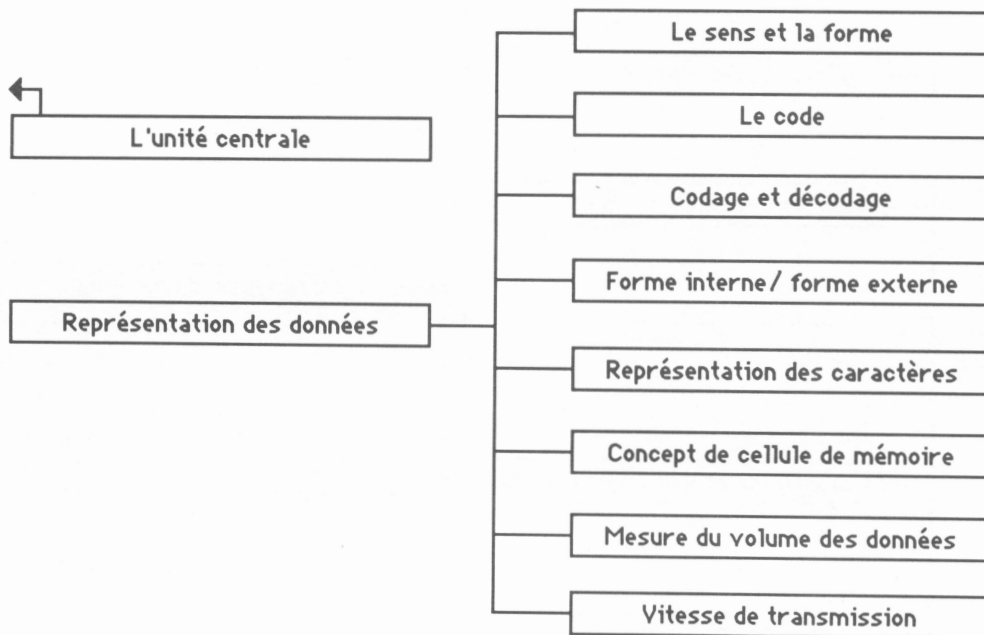 L'unité centrale
Représentation des données
Le sens et la forme
Le code
Codage et décodage
Forme interne/ forme externe
Représentation des caractères
Concept de cellule de mémoire
Mesure du volume des données
Vitesse de transmission